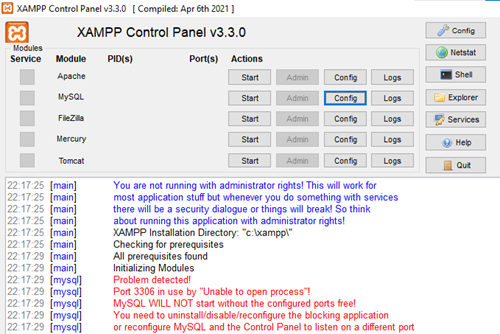 XAMPP Control Panel v3.3.0 [ Compiled: Apr 6th 2021 ]
XAMPP Control Panel v3.3.0
Config
Modules
Service Module PID(s) Port(s) Actions
Netstat
Apache Start Admin Config Logs
Shell
MySQL Start Admin Config Logs
Explorer
FileZilla Start Admin Config Logs
Services
Mercury Start Admin Config Logs
Help
Tomcat Start Admin Config Logs
Quit
22:17:25 [main] You are not running with administrator rights! This will work for
22:17:25 [main] most application stuff but whenever you do something with services
22:17:25 [main] there will be a security dialogue or things will break! So think
22:17:25 [main] about running this application with administrator rights!
22:17:25 [main] XAMPP Installation Directory: "c:\xampp\"
22:17:25 [main] Checking for prerequisites
22:17:29 [main] All prerequisites found
22:17:29 [main] Initializing Modules
22:17:29 [mysql] Problem detected!
22:17:29 [mysql] Port 3306 in use by "Unable to open process"!
22:17:29 [mysql] MySQL WILL NOT start without the configured ports free!
22:17:29 [mysql] You need to uninstall/disable/reconfigure the blocking application
22:17:29 [mysql] or reconfigure MySQL and the Control Panel to listen on a different port